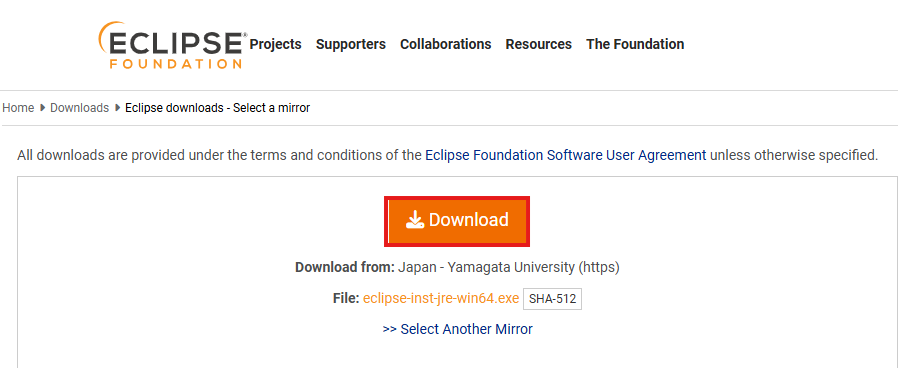 ECLIPSE®
FOUNDATION
Projects Supporters Collaborations Resources The Foundation
Home Downloads Eclipse downloads - Select a mirror
All downloads are provided under the terms and conditions of the Eclipse Foundation Software User Agreement unless otherwise specified.
Download
Download from: Japan - Yamagata University (https)
File: eclipse-inst-jre-win64.exe SHA-512
>> Select Another Mirror